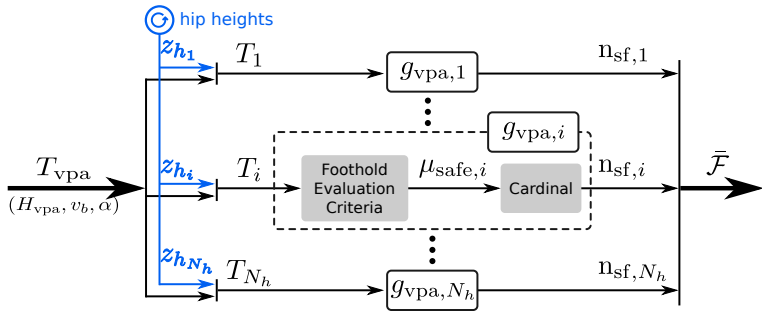 hip heights
z_{h_1}
T_1
g_{vpa,1}
n_{sf,1}
g_{vpa,i}
T_{vpa}
(H_{vpa}, v_b, α)
z_{h_i}
T_i
Foothold
Evaluation
Criteria
μ_{safe,i}
Cardinal
n_{sf,i}
\bar{\mathcal{F}}
z_{h_{N_h}}
T_{N_h}
g_{vpa,N_h}
n_{sf,N_h}